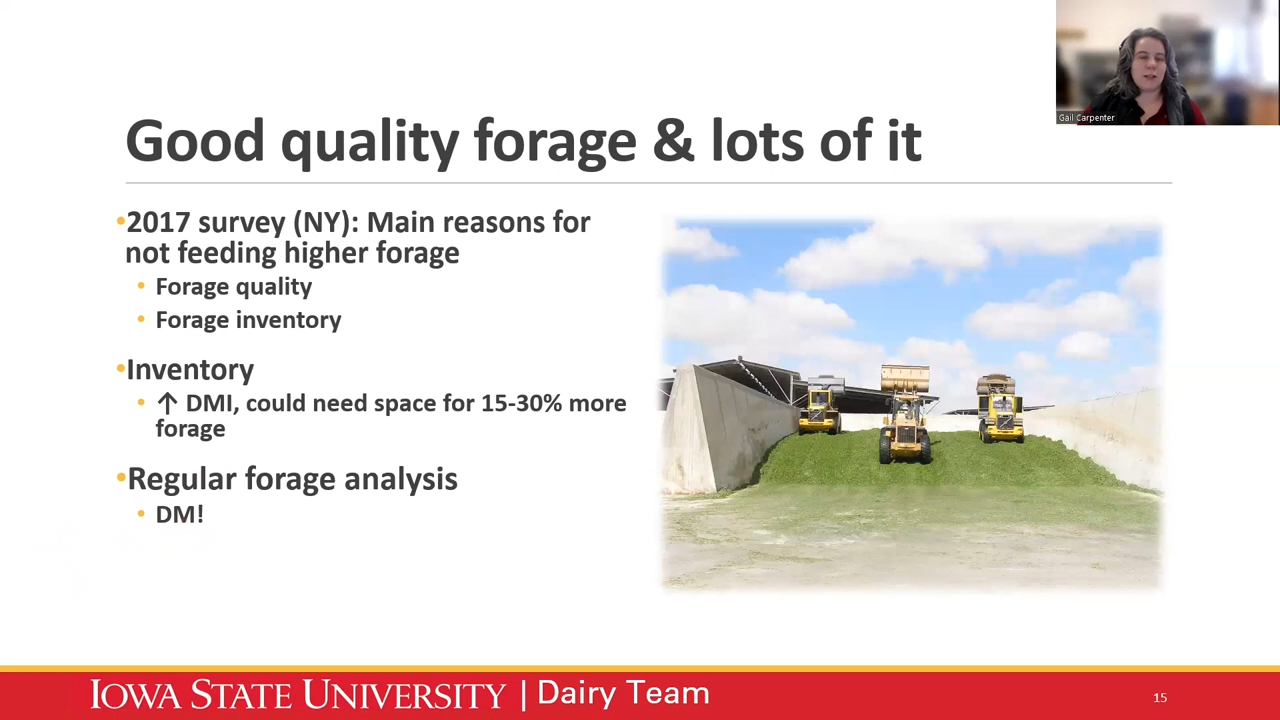 Gail Carpenter
Good quality forage & lots of it
•2017 survey (NY): Main reasons for
not feeding higher forage
• Forage quality
• Forage inventory
•Inventory
• ↑ DMI, could need space for 15-30% more
forage
•Regular forage analysis
• DM!
IOWA STATE UNIVERSITY | Dairy Team
15